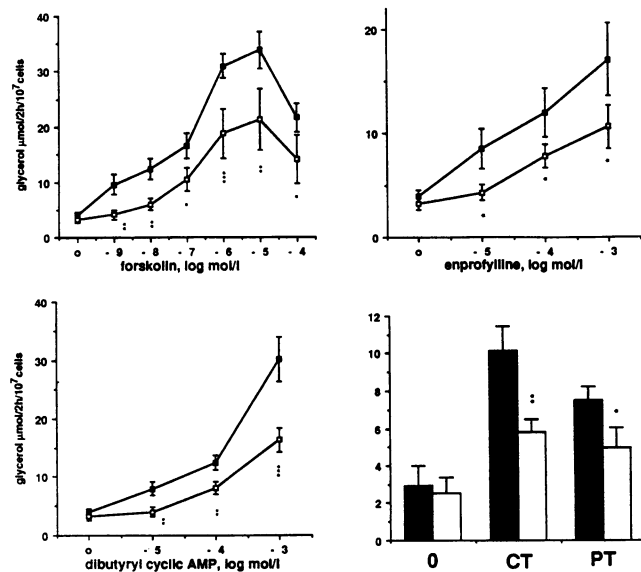 40
30
20
10
0
glycerol μmol/2h/10⁷cells
o - 9 - 8 - 7 - 6 - 5 - 4
forskolin, log mol/l
20
10
0
o - 5 - 4 - 3
enprofylline, log mol/l
40
30
20
10
0
glycerol μmol/2h/10⁷cells
o - 5 - 4 - 3
dibutyryl cyclic AMP, log mol/l
12
10
8
6
4
2
0
0 CT PT